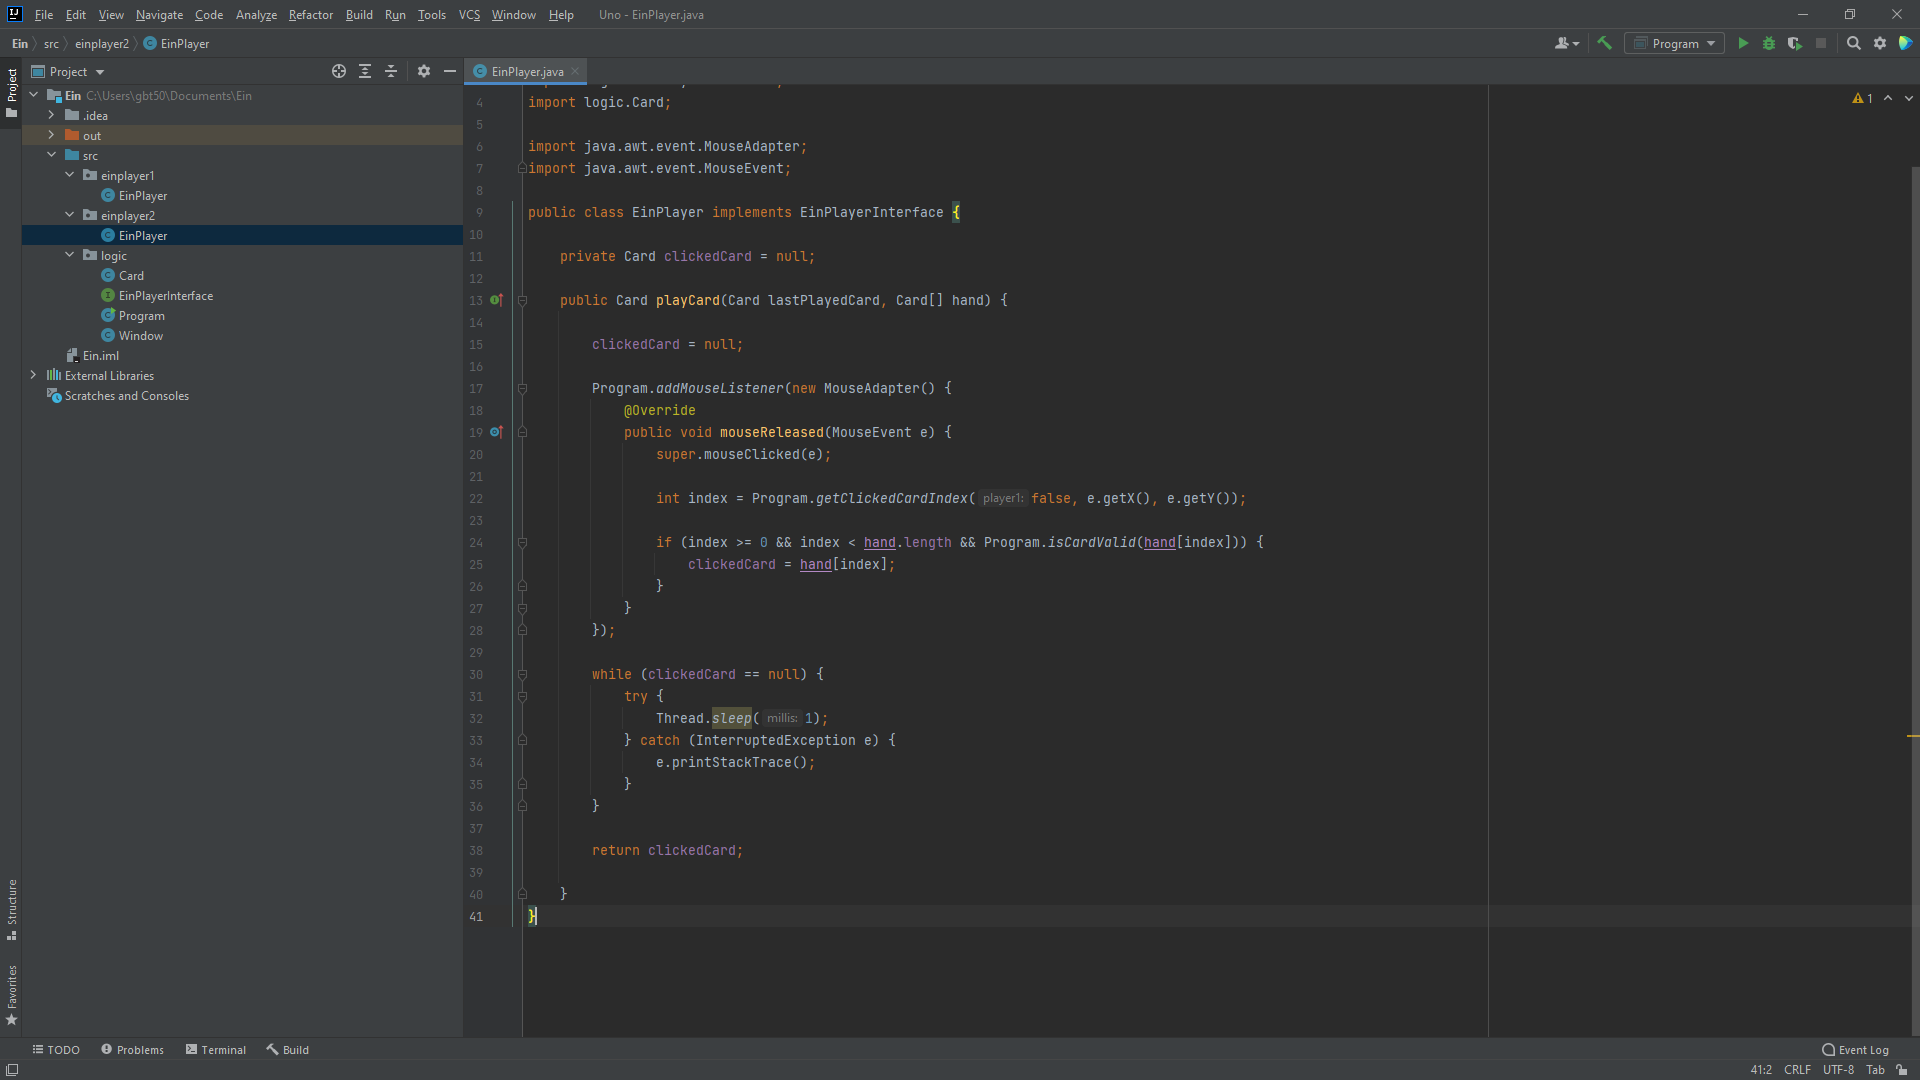 File Edit View Navigate Code Analyze Refactor Build Run Tools VCS Window Help Uno - EinPlayer.java
Ein src einplayer2 EinPlayer Program
Project
EinPlayer.java
Project
Ein C:\Users\gbt50\Documents\Ein
.idea
out
src
einplayer1
EinPlayer
einplayer2
EinPlayer
logic
Card
EinPlayerInterface
Program
Window
Ein.iml
External Libraries
Scratches and Consoles
1
4 import logic.Card;
5
6 import java.awt.event.MouseAdapter;
7 import java.awt.event.MouseEvent;
8
9 public class EinPlayer implements EinPlayerInterface {
10
11 private Card clickedCard = null;
12
13 public Card playCard(Card lastPlayedCard, Card[] hand) {
14
15 clickedCard = null;
16
17 Program.addMouseListener(new MouseAdapter() {
18 @Override
19 public void mouseReleased(MouseEvent e) {
20 super.mouseClicked(e);
21
22 int index = Program.getClickedCardIndex( player1: false, e.getX(), e.getY());
23
24 if (index >= 0 && index < hand.length && Program.isCardValid(hand[index])) {
25 clickedCard = hand[index];
26 }
27 }
28 });
29
30 while (clickedCard == null) {
31 try {
32 Thread.sleep( millis: 1);
33 } catch (InterruptedException e) {
34 e.printStackTrace();
35 }
36 }
37
38 return clickedCard;
39
40 }
41 }
Structure
Favorites
TODO Problems Terminal Build Event Log
41:2 CRLF UTF-8 Tab